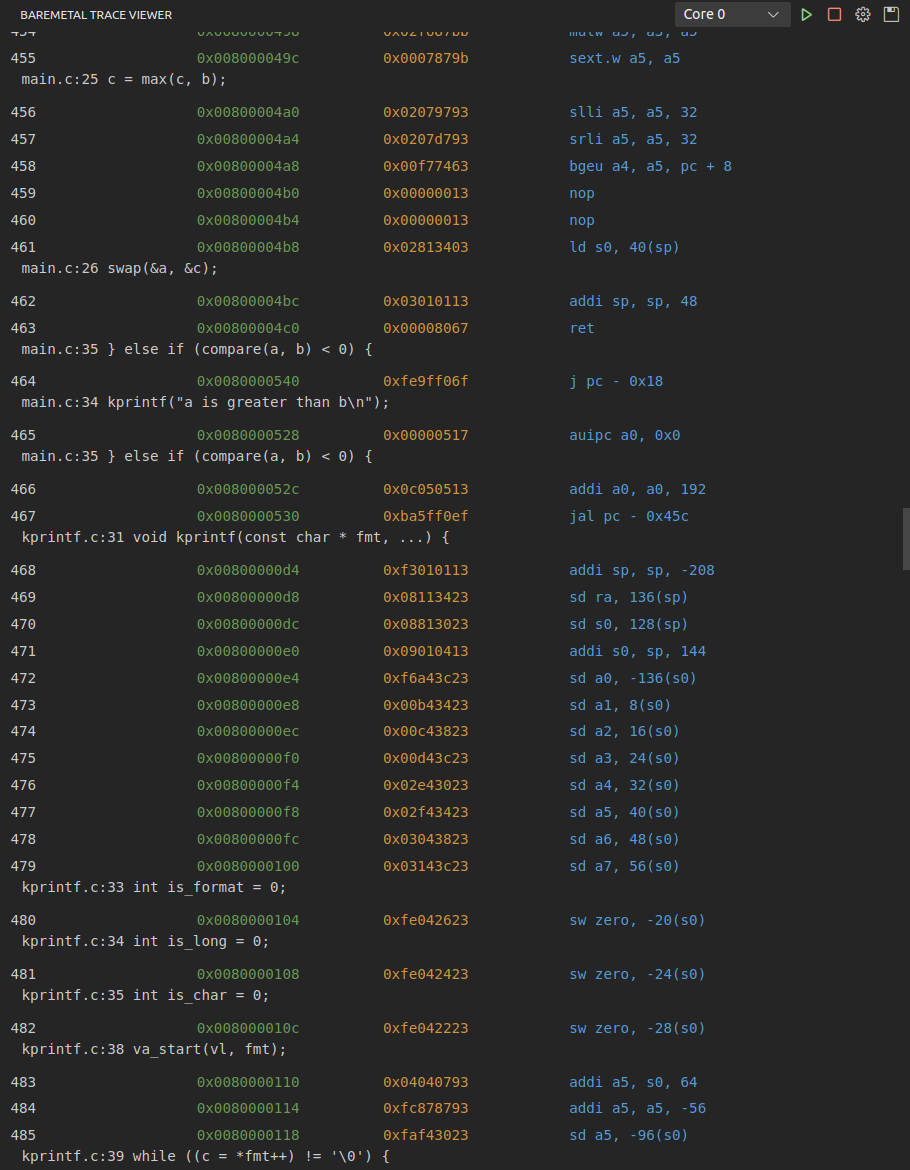 BAREMETAL TRACE VIEWER Core 0
455 0x008000049c 0x0007879b sext.w a5, a5
main.c:25 c = max(c, b);
456 0x00800004a0 0x02079793 slli a5, a5, 32
457 0x00800004a4 0x0207d793 srli a5, a5, 32
458 0x00800004a8 0x00f77463 bgeu a4, a5, pc + 8
459 0x00800004b0 0x00000013 nop
460 0x00800004b4 0x00000013 nop
461 0x00800004b8 0x02813403 ld s0, 40(sp)
main.c:26 swap(&a, &c);
462 0x00800004bc 0x03010113 addi sp, sp, 48
463 0x00800004c0 0x00008067 ret
main.c:35 } else if (compare(a, b) < 0) {
464 0x0080000540 0xfe9ff06f j pc - 0x18
main.c:34 kprintf("a is greater than b\n");
465 0x0080000528 0x00000517 auipc a0, 0x0
main.c:35 } else if (compare(a, b) < 0) {
466 0x008000052c 0x0c050513 addi a0, a0, 192
467 0x0080000530 0xba5ff0ef jal pc - 0x45c
kprintf.c:31 void kprintf(const char * fmt, ...) {
468 0x00800000d4 0xf3010113 addi sp, sp, -208
469 0x00800000d8 0x08113423 sd ra, 136(sp)
470 0x00800000dc 0x08813023 sd s0, 128(sp)
471 0x00800000e0 0x09010413 addi s0, sp, 144
472 0x00800000e4 0xf6a43c23 sd a0, -136(s0)
473 0x00800000e8 0x00b43423 sd a1, 8(s0)
474 0x00800000ec 0x00c43823 sd a2, 16(s0)
475 0x00800000f0 0x00d43c23 sd a3, 24(s0)
476 0x00800000f4 0x02e43023 sd a4, 32(s0)
477 0x00800000f8 0x02f43423 sd a5, 40(s0)
478 0x00800000fc 0x03043823 sd a6, 48(s0)
479 0x0080000100 0x03143c23 sd a7, 56(s0)
kprintf.c:33 int is_format = 0;
480 0x0080000104 0xfe042623 sw zero, -20(s0)
kprintf.c:34 int is_long = 0;
481 0x0080000108 0xfe042423 sw zero, -24(s0)
kprintf.c:35 int is_char = 0;
482 0x008000010c 0xfe042223 sw zero, -28(s0)
kprintf.c:38 va_start(vl, fmt);
483 0x0080000110 0x04040793 addi a5, s0, 64
484 0x0080000114 0xfc878793 addi a5, a5, -56
485 0x0080000118 0xfaf43023 sd a5, -96(s0)
kprintf.c:39 while ((c = *fmt++) != '\0') {